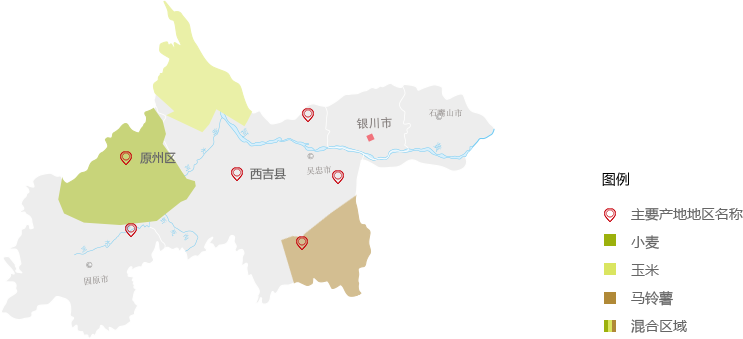 石嘴山市
银川市
原州区
吴忠市
西吉县
固原市
图例
主要产地地区名称
小麦
玉米
马铃薯
混合区域